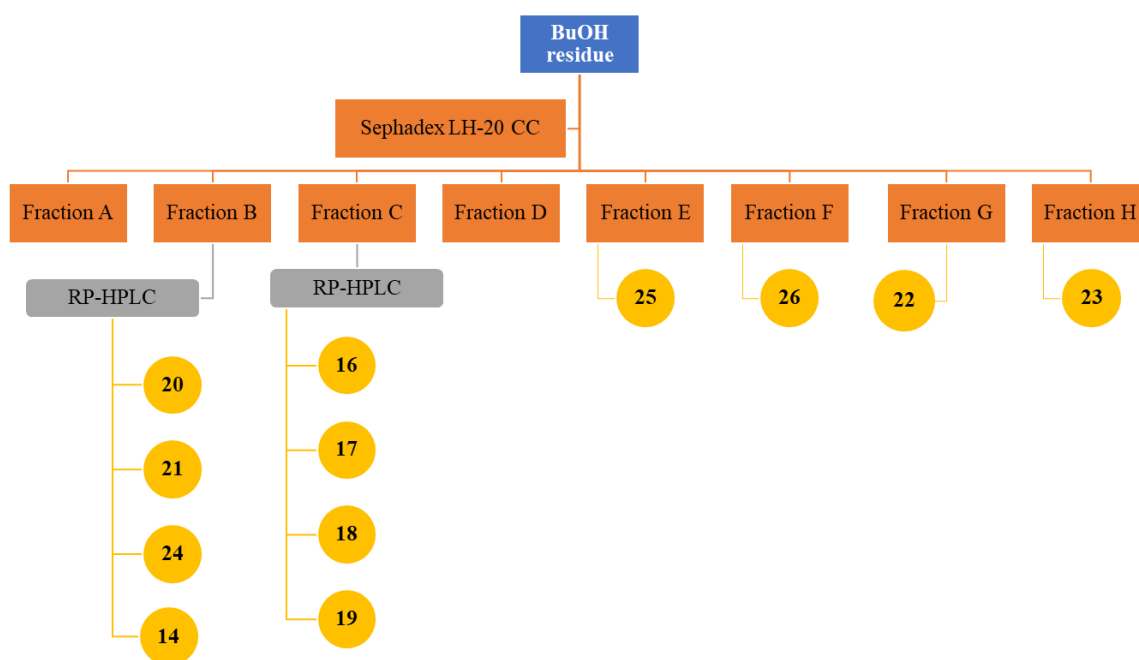 BuOH
residue
Sephadex LH-20 CC
Fraction A
Fraction B
Fraction C
Fraction D
Fraction E
Fraction F
Fraction G
Fraction H
RP-HPLC
RP-HPLC
25
26
22
23
20
21
24
14
16
17
18
19